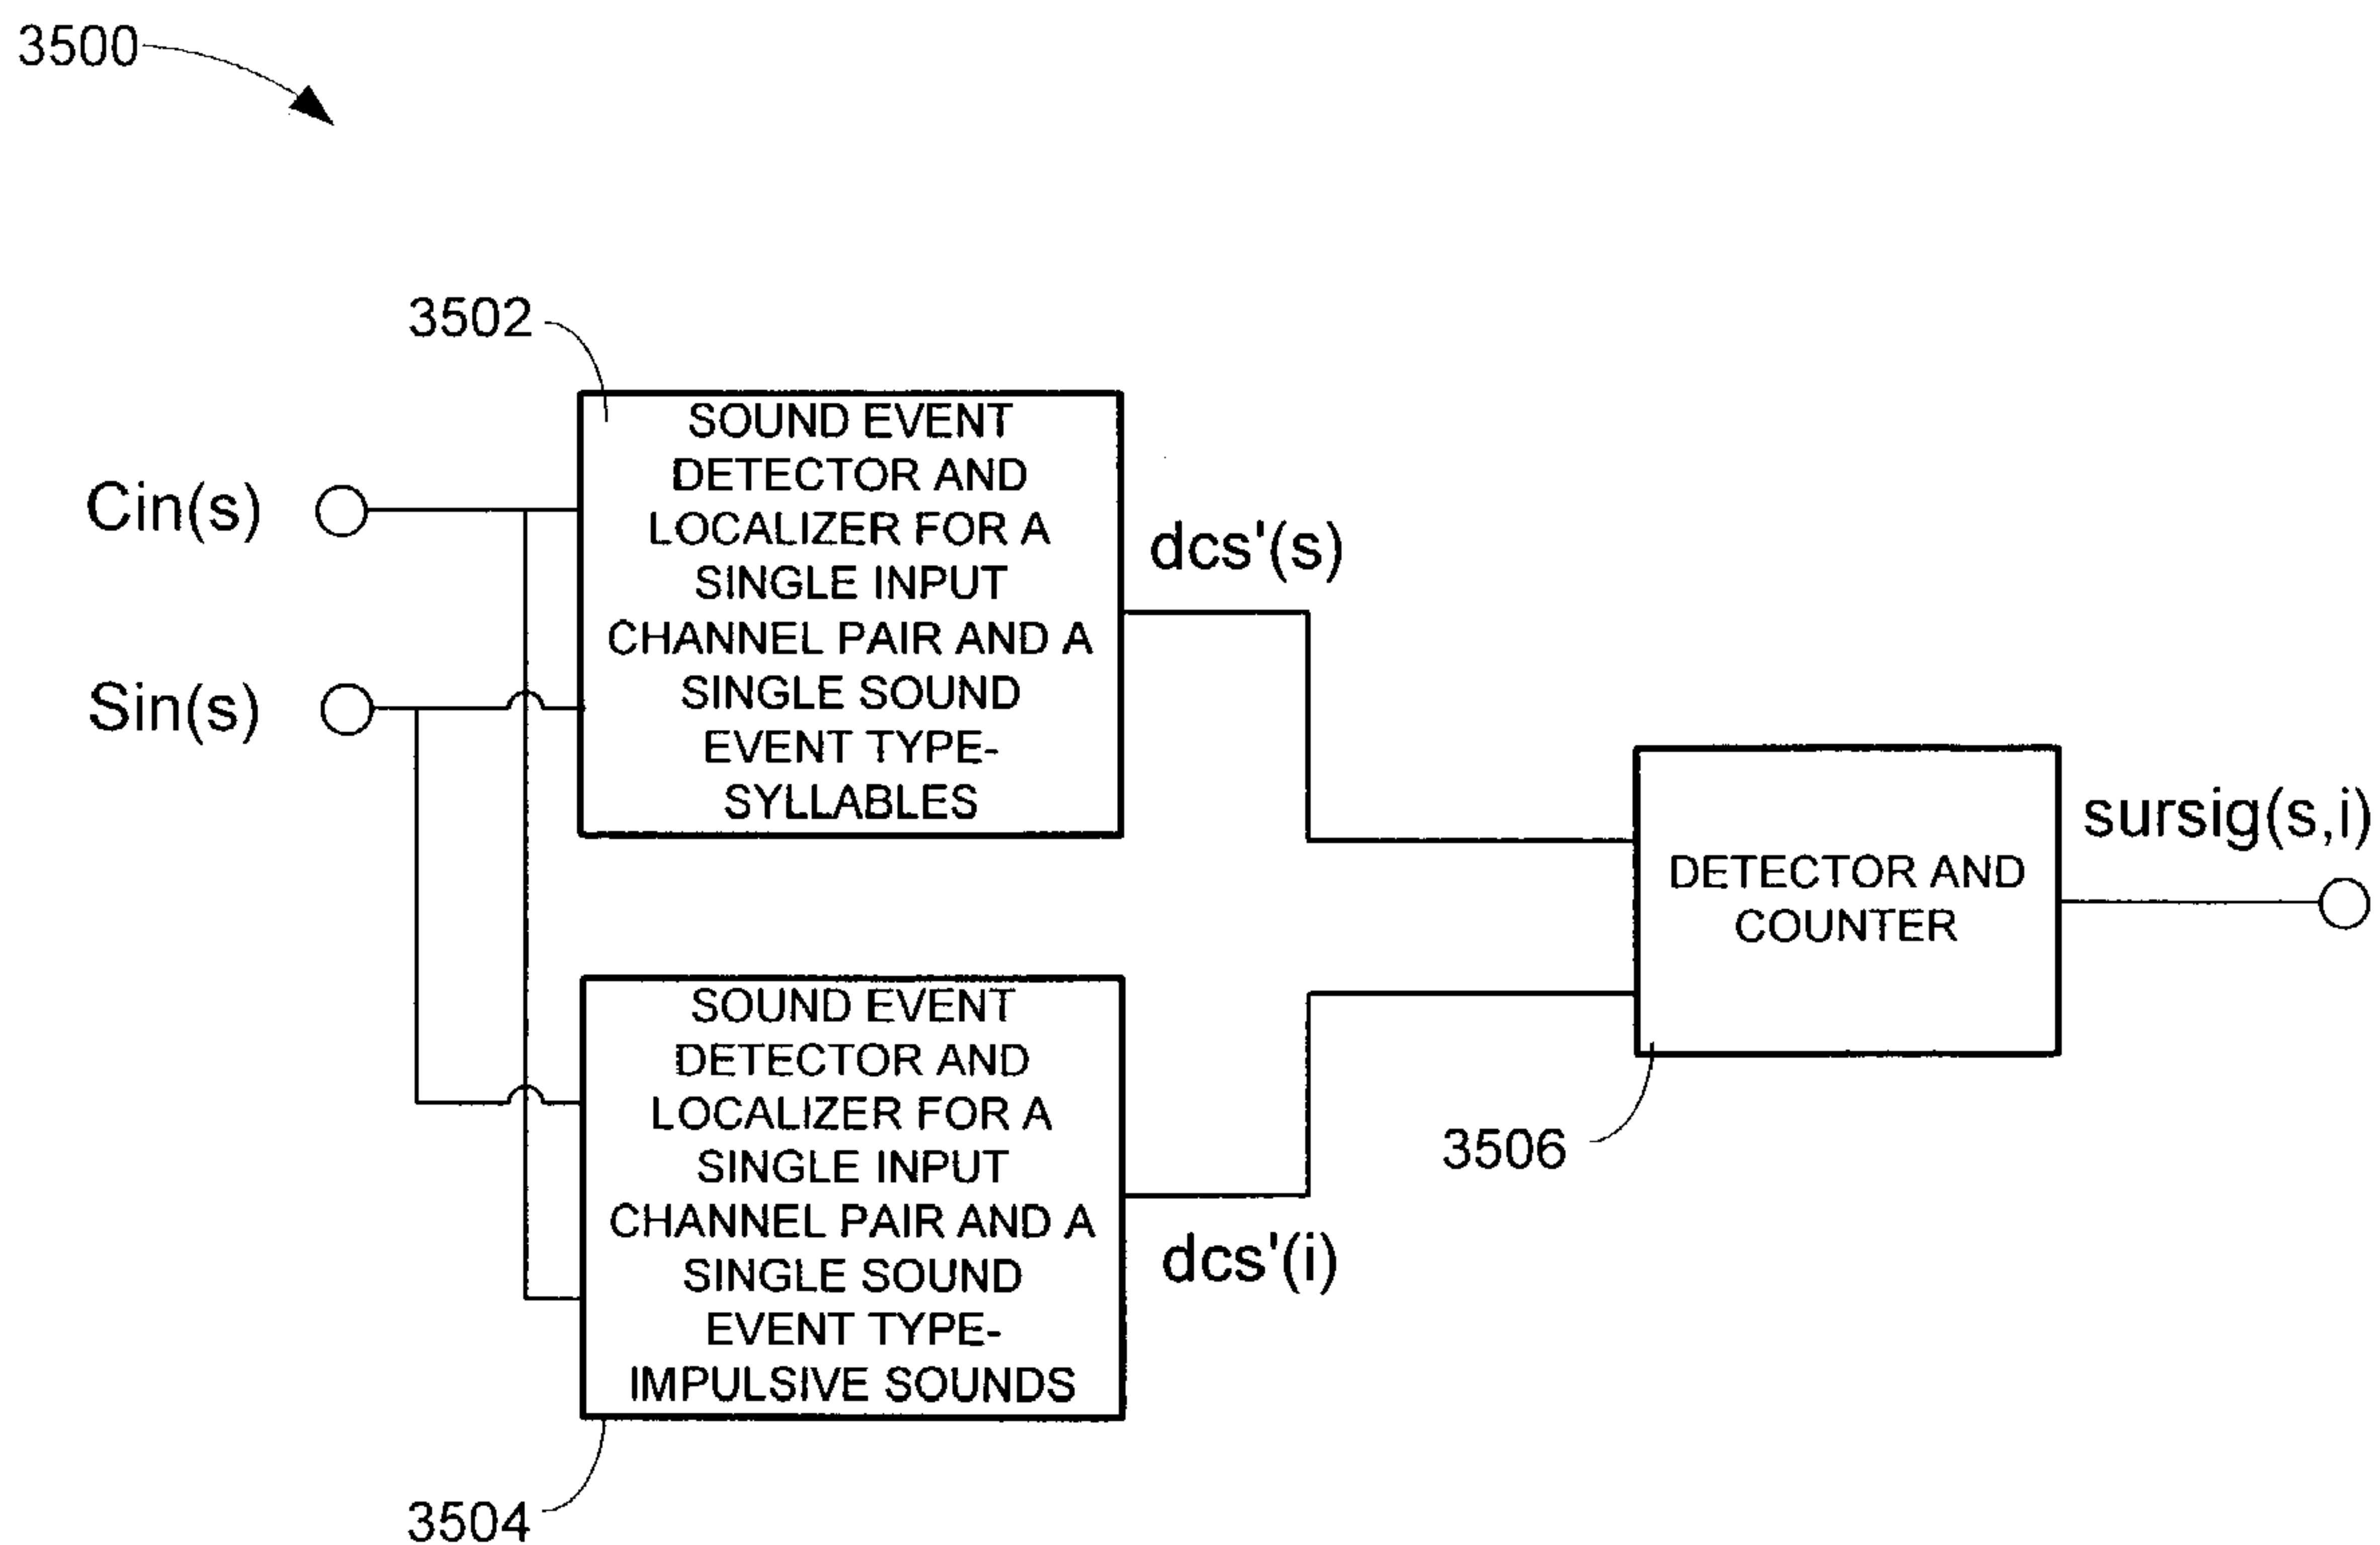 3500
3502
SOUND EVENT
DETECTOR AND
LOCALIZER FOR A
SINGLE INPUT
CHANNEL PAIR AND A
SINGLE SOUND
EVENT TYPE-
SYLLABLES
Cin(s)
Sin(s)
dcs'(s)
DETECTOR AND
COUNTER
sursig(s,i)
3506
SOUND EVENT
DETECTOR AND
LOCALIZER FOR A
SINGLE INPUT
CHANNEL PAIR AND A
SINGLE SOUND
EVENT TYPE-
IMPULSIVE SOUNDS
dcs'(i)
3504